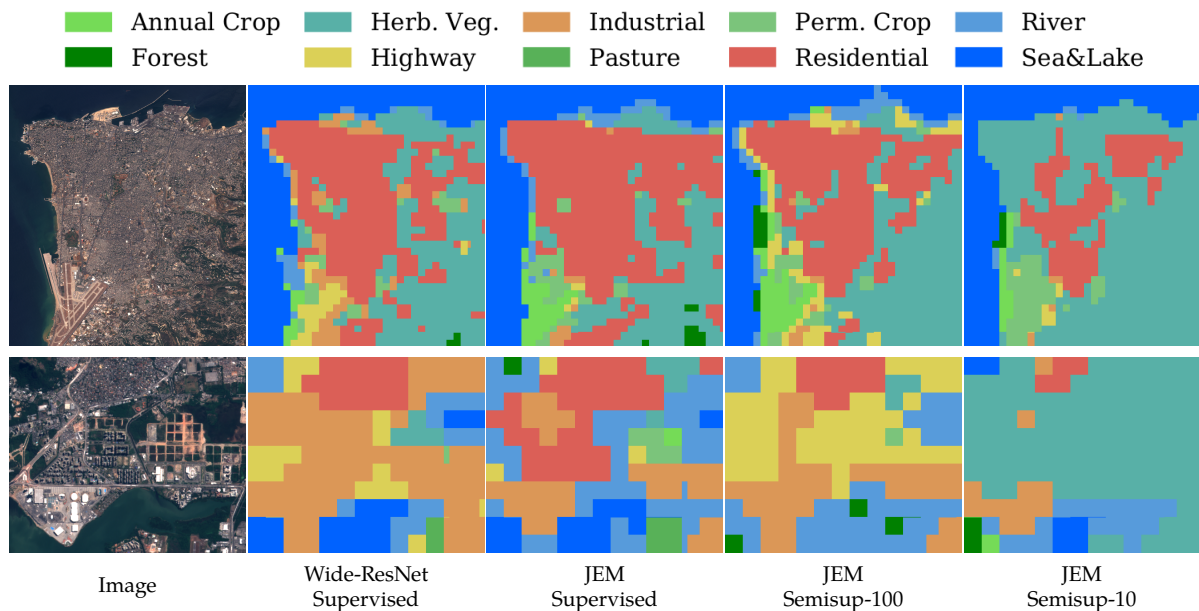 Annual Crop Herb. Veg. Industrial Perm. Crop River
Forest Highway Pasture Residential Sea&Lake
Image
Wide-ResNet
Supervised
JEM
Supervised
JEM
Semisup-100
JEM
Semisup-10